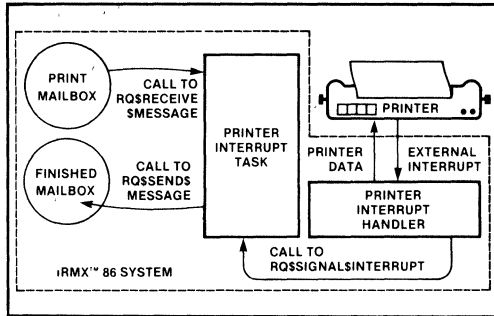 PRINT
MAILBOX
CALL TO
RQ$RECEIVE
$MESSAGE
FINISHED
MAILBOX
CALL TO
RQ$SEND$
MESSAGE
PRINTER
INTERRUPT
TASK
PRINTER
PRINTER
DATA
EXTERNAL
INTERRUPT
PRINTER
INTERRUPT
HANDLER
CALL TO
RQ$SIGNAL$INTERRUPT
iRMX™ 86 SYSTEM